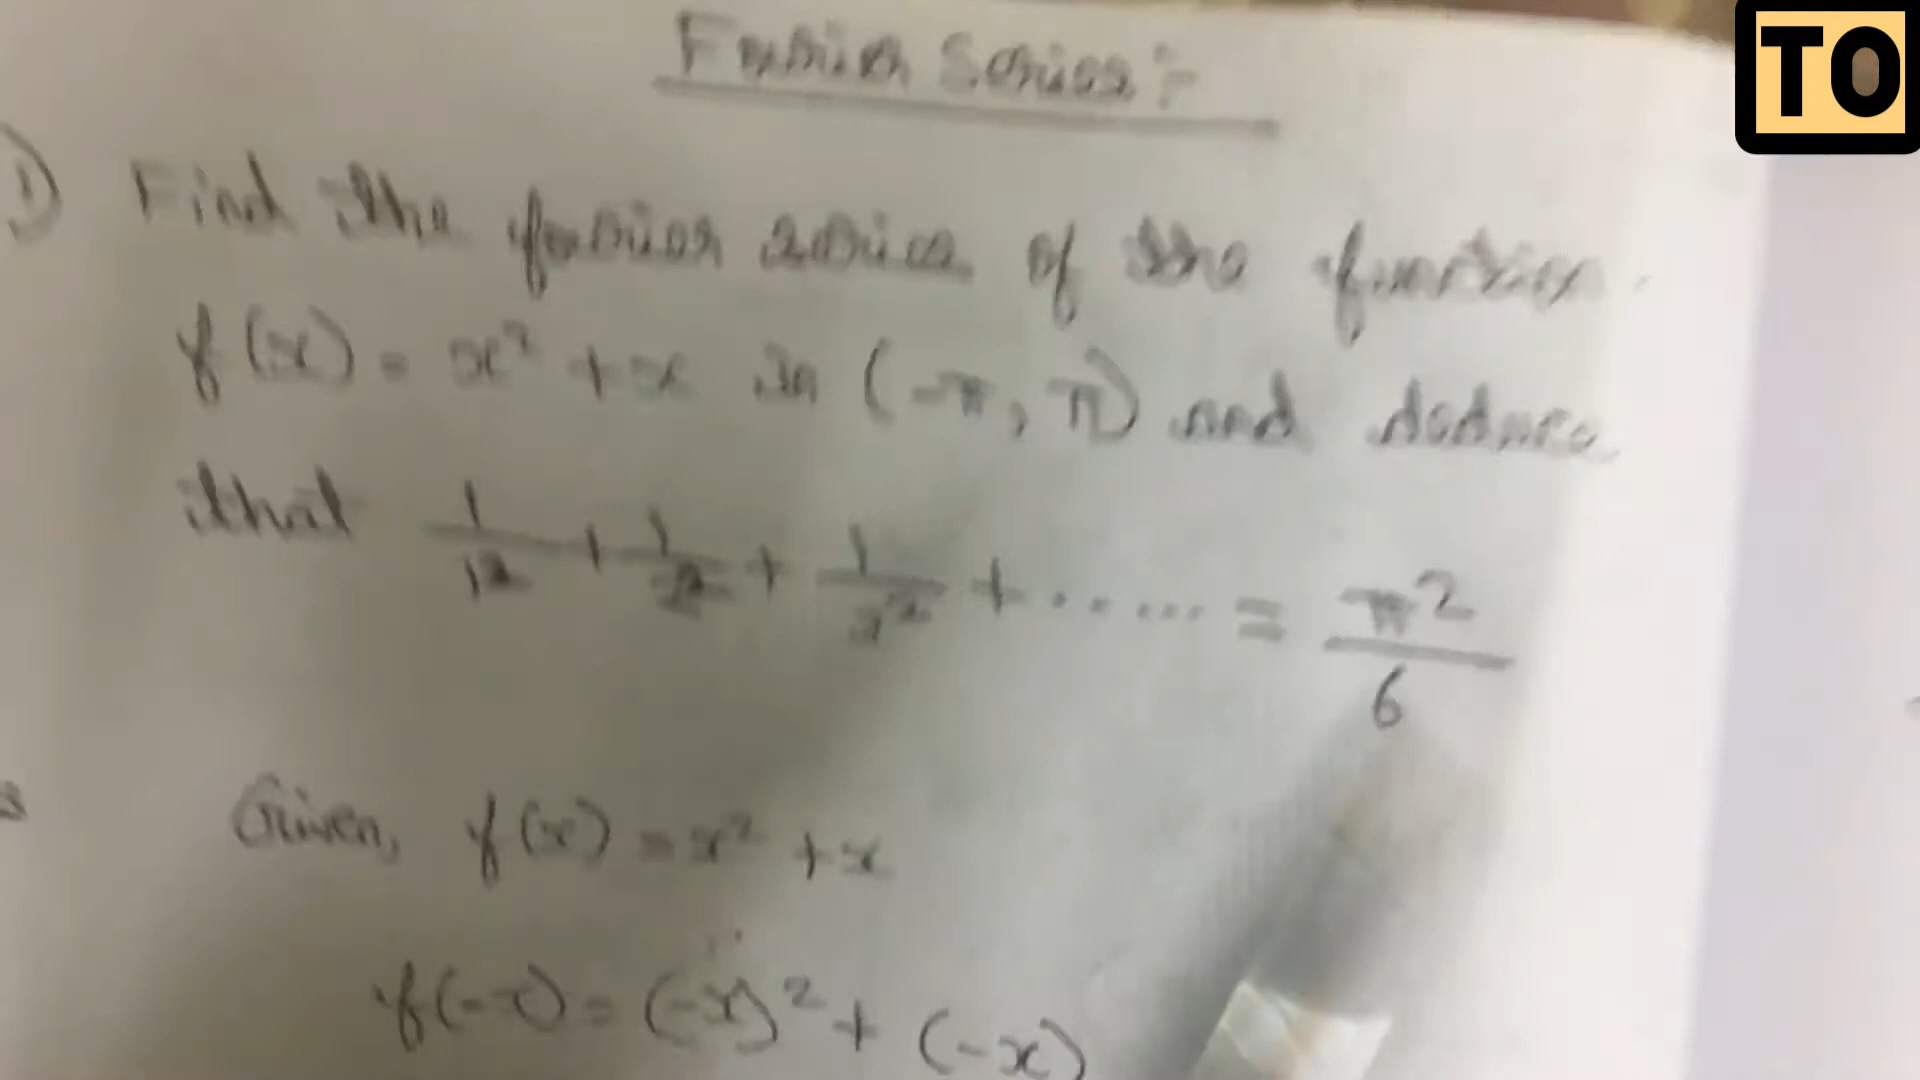 TO
Fourier Series :-
1) Find the fourier series of the function
f(x) = x² + x in (-π, π) and deduce
that 1/1² + 1/2² + 1/3² + ...... = π²/6
Given, f(x) = x² + x
f(-x) = (-x)² + (-x)